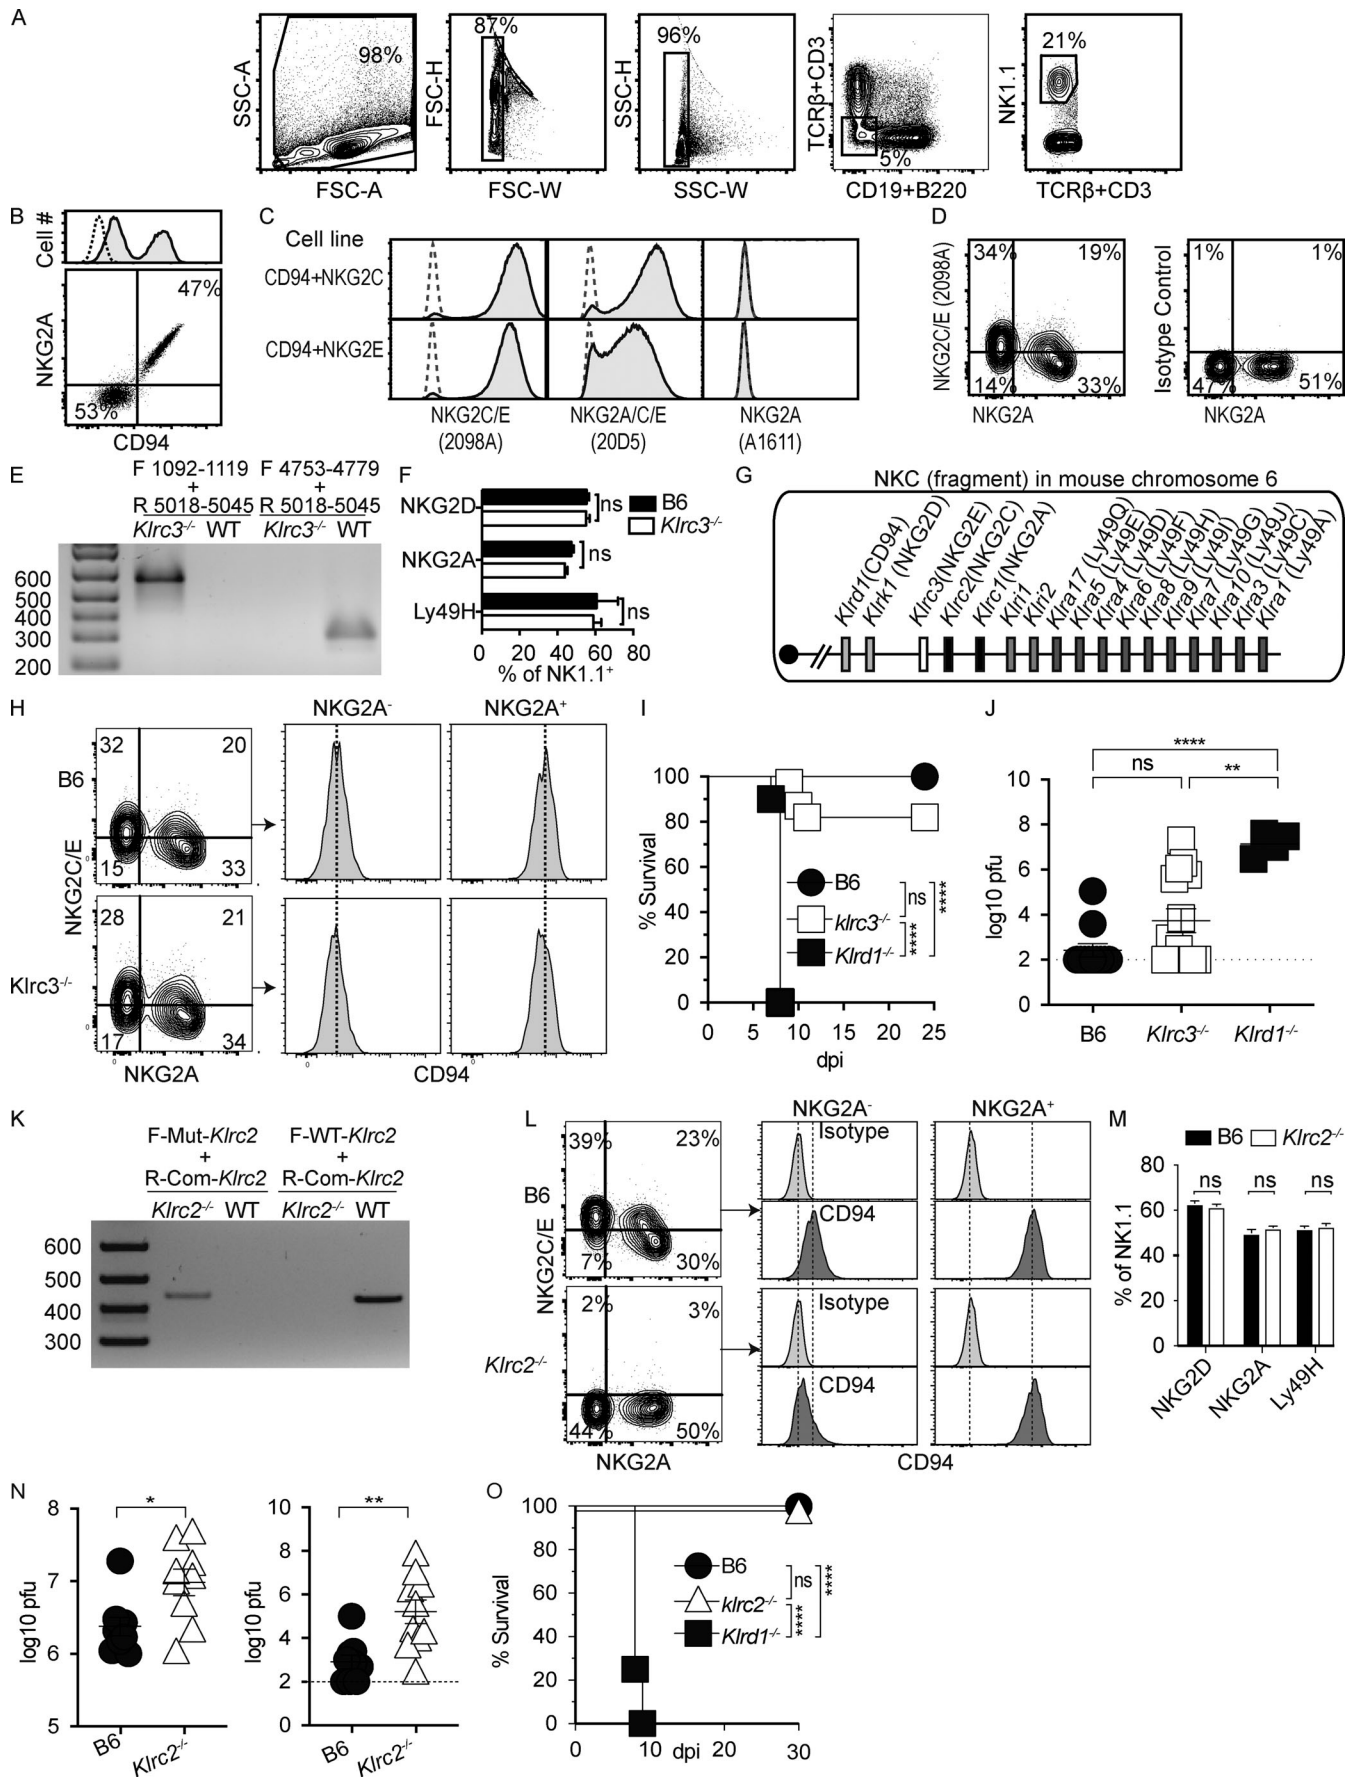 A
SSC-A
98%
FSC-A
FSC-H
87%
FSC-W
SSC-H
96%
SSC-W
TCRβ+CD3
5%
CD19+B220
NK1.1
21%
TCRβ+CD3
B
Cell #
NKG2A
47%
53%
CD94
C
Cell line
CD94+NKG2C
CD94+NKG2E
NKG2C/E
(2098A)
NKG2A/C/E
(20D5)
NKG2A
(A1611)
D
NKG2C/E (2098A)
34%
19%
14%
33%
NKG2A
Isotype Control
1%
1%
47%
51%
NKG2A
E
F 1092-1119
+
R 5018-5045
F 4753-4779
+
R 5018-5045
Klrc3-/- WT
Klrc3-/- WT
600
500
400
300
200
F
NKG2D
NKG2A
Ly49H
ns
ns
ns
B6
Klrc3-/-
0 20 40 60 80
% of NK1.1+
G
NKC (fragment) in mouse chromosome 6
Klrd1(CD94)
Klrk1 (NKG2D)
Klrc3(NKG2E)
Klrc2(NKG2C)
Klrc1(NKG2A)
Klri1
Klri2
Klra17 (Ly49Q)
Klra5 (Ly49E)
Klra4 (Ly49D)
Klra6 (Ly49F)
Klra8 (Ly49H)
Klra9 (Ly49I)
Klra7 (Ly49G)
Klra10 (Ly49J)
Klra3 (Ly49C)
Klra1 (Ly49A)
H
NKG2A-
NKG2A+
B6
32
20
15
33
NKG2C/E
Klrc3-/-
28
21
17
34
0
0
0
0
NKG2A
CD94
I
% Survival
100
80
60
40
20
0
0 5 10 15 20 25
dpi
B6
klrc3-/-
Klrd1-/-
ns
****
****
J
****
ns
**
log10 pfu
10
8
6
4
2
0
B6
Klrc3-/-
Klrd1-/-
K
F-Mut-Klrc2
+
R-Com-Klrc2
F-WT-Klrc2
+
R-Com-Klrc2
Klrc2-/- WT
Klrc2-/- WT
600
500
400
300
L
NKG2A-
NKG2A+
B6
39%
23%
7%
30%
NKG2C/E
Klrc2-/-
2%
3%
44%
50%
NKG2A
Isotype
CD94
Isotype
CD94
CD94
M
B6
Klrc2-/-
% of NK1.1
80
60
40
20
0
ns
ns
ns
NKG2D
NKG2A
Ly49H
N
log10 pfu
8
7
6
5
*
B6
Klrc2-/-
log10 pfu
10
8
6
4
2
0
**
B6
Klrc2-/-
O
% Survival
100
80
60
40
20
0
0 10 dpi 30
B6
klrc2-/-
Klrd1-/-
ns
****
****